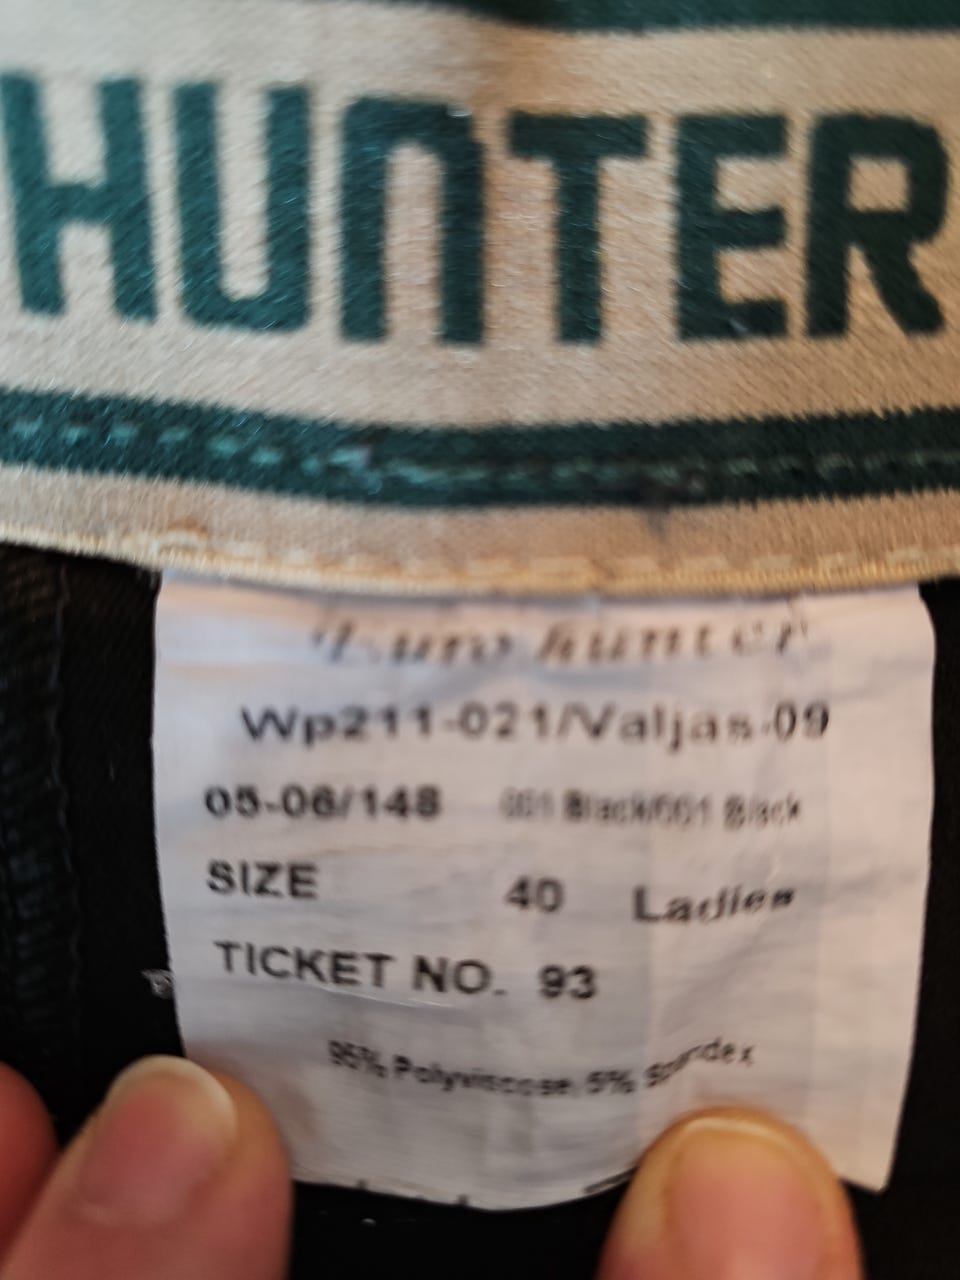 HUNTER
Euro hunter
Wp211-021/Valjas-09
05-06/148 001 Black/001 Black
SIZE 40 Ladies
TICKET NO. 93
95% Polyviscose, 5% Spandex